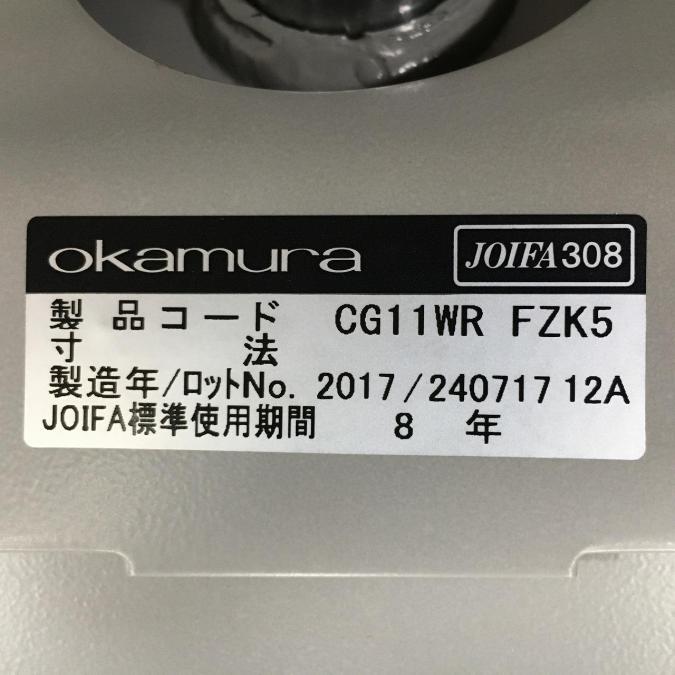 okamura JOIFA308
製品コード CG11WR FZK5
寸法
製造年/ロットNo. 2017/240717 12A
JOIFA標準使用期間 8 年